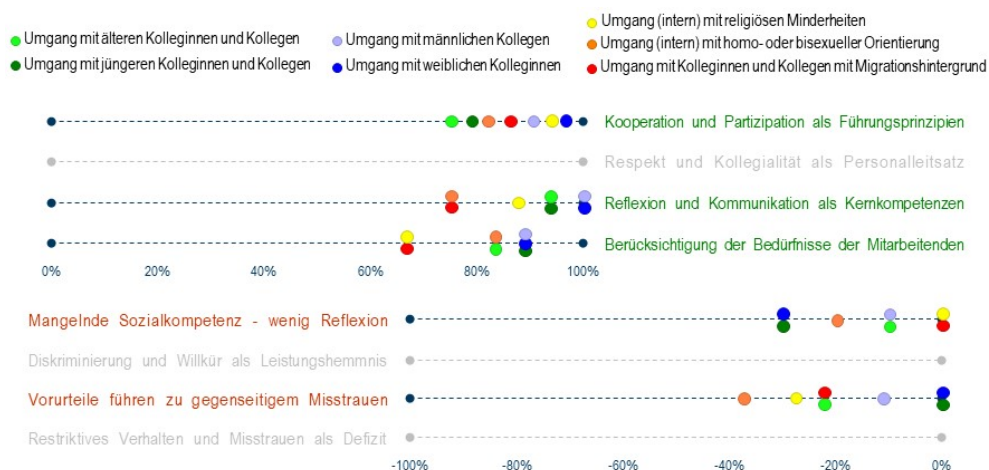 Umgang mit älteren Kolleginnen und Kollegen
Umgang mit jüngeren Kolleginnen und Kollegen
Umgang mit männlichen Kollegen
Umgang mit weiblichen Kolleginnen
Umgang (intern) mit religiösen Minderheiten
Umgang (intern) mit homo- oder bisexueller Orientierung
Umgang mit Kolleginnen und Kollegen mit Migrationshintergrund
Kooperation und Partizipation als Führungsprinzipien
Respekt und Kollegialität als Personalleitsatz
Reflexion und Kommunikation als Kernkompetenzen
Berücksichtigung der Bedürfnisse der Mitarbeitenden
0% 20% 40% 60% 80% 100%
Mangelnde Sozialkompetenz - wenig Reflexion
Diskriminierung und Willkür als Leistungshemmnis
Vorurteile führen zu gegenseitigem Misstrauen
Restriktives Verhalten und Misstrauen als Defizit
-100% -80% -60% -40% -20% 0%